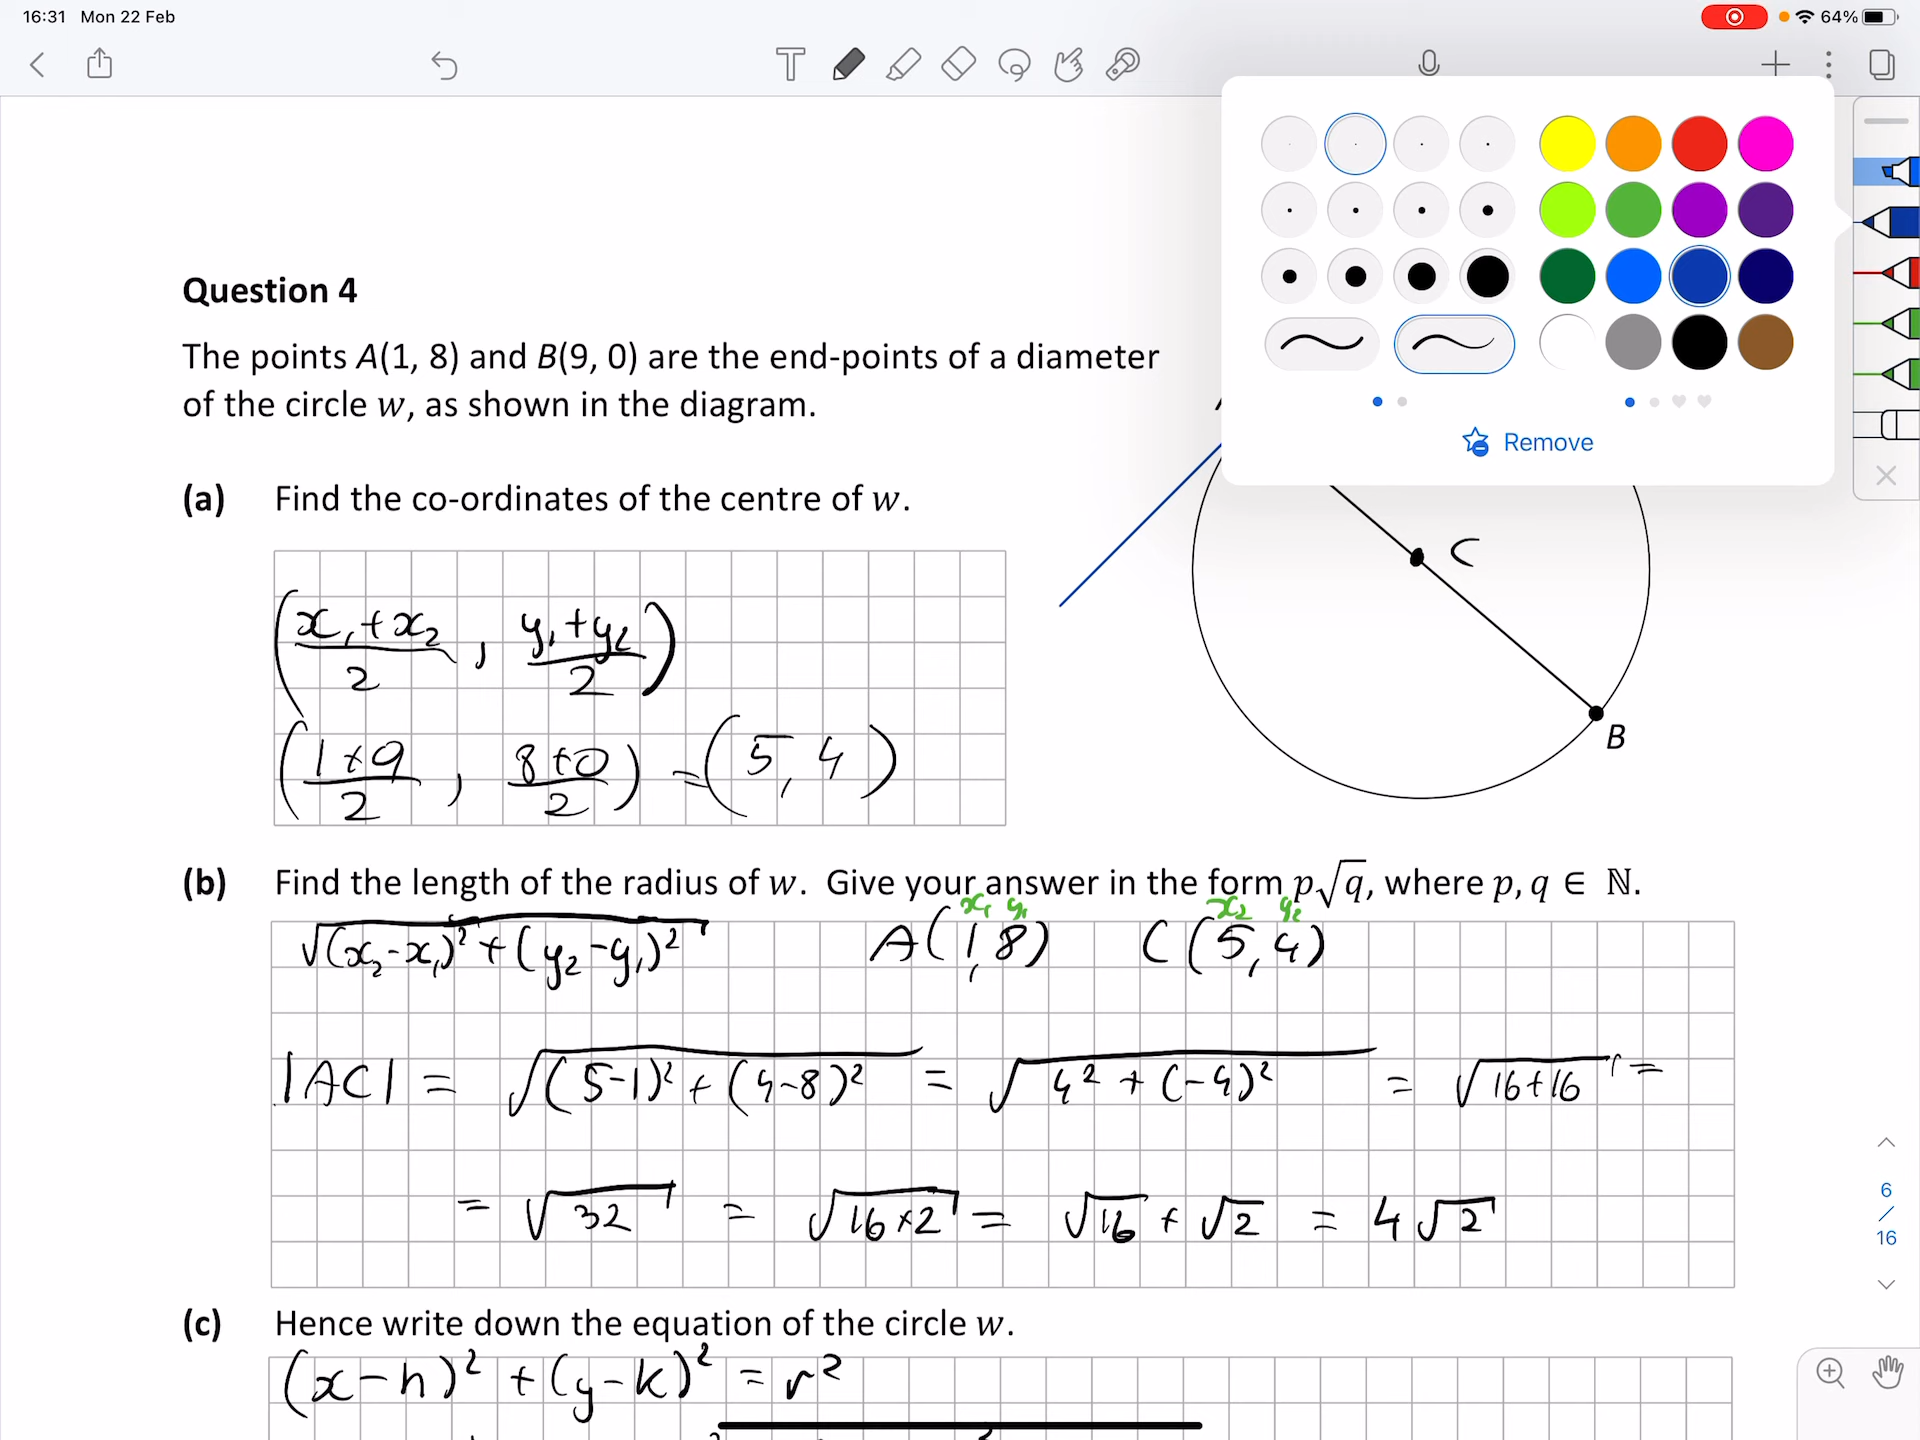 16:31 Mon 22 Feb
64%
T
Remove
Question 4
The points A(1, 8) and B(9, 0) are the end-points of a diameter
of the circle w, as shown in the diagram.
(a) Find the co-ordinates of the centre of w.
C
B
(x₁+x₂/2, y₁+y₂/2)
(1+9/2, 8+0/2) = (5, 4)
(b) Find the length of the radius of w. Give your answer in the form p√q, where p, q ∈ ℕ.
x₁ y₁ x₂ y₂
√(x₂-x₁)²+(y₂-y₁)² A(1,8) C(5,4)
|AC| = √(5-1)²+(4-8)² = √4²+(-4)² = √16+16 =
= √32 = √16×2 = √16 + √2 = 4√2
6
/
16
(c) Hence write down the equation of the circle w.
(x-h)²+(y-k)² = r²